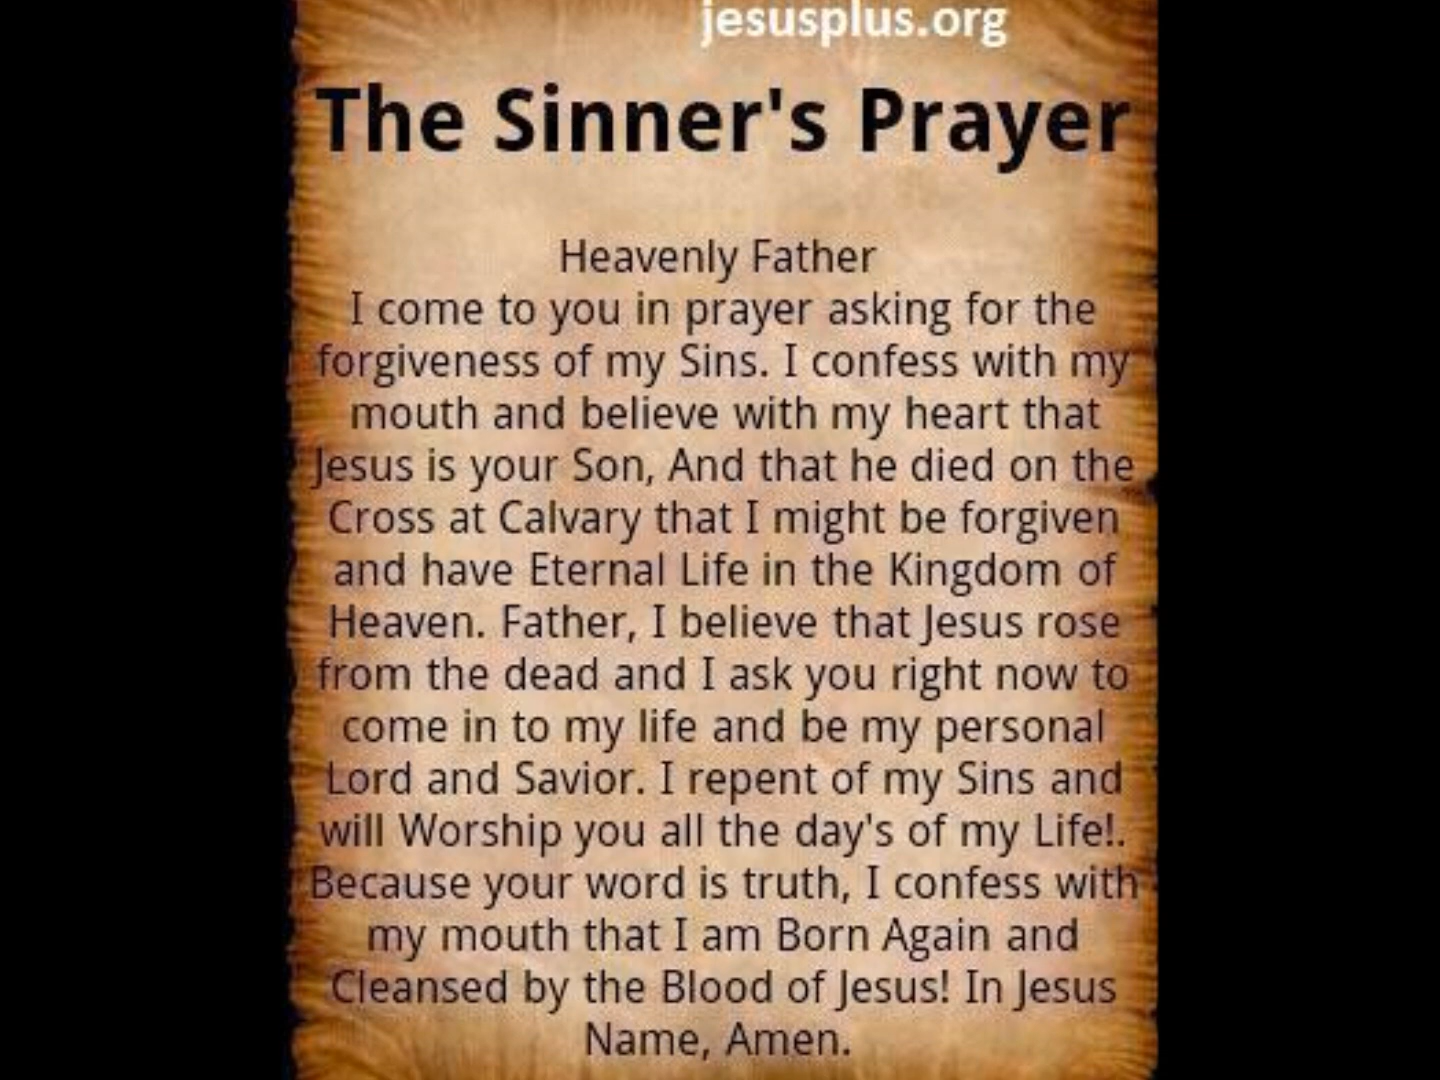 jesusplus.org
The Sinner's Prayer
Heavenly Father
I come to you in prayer asking for the
forgiveness of my Sins. I confess with my
mouth and believe with my heart that
Jesus is your Son, And that he died on the
Cross at Calvary that I might be forgiven
and have Eternal Life in the Kingdom of
Heaven. Father, I believe that Jesus rose
from the dead and I ask you right now to
come in to my life and be my personal
Lord and Savior. I repent of my Sins and
will Worship you all the day's of my Life!.
Because your word is truth, I confess with
my mouth that I am Born Again and
Cleansed by the Blood of Jesus! In Jesus
Name, Amen.